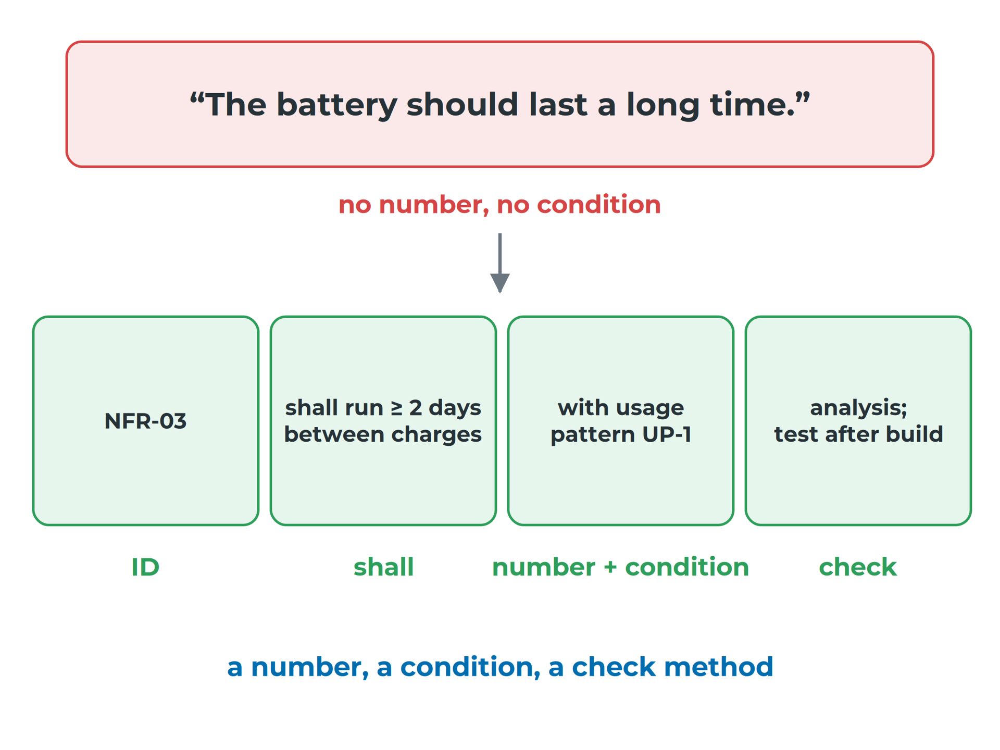 “The battery should last a long time.”
no number, no condition
NFR-03
shall run ≥ 2 days
between charges
with usage
pattern UP-1
analysis;
test after build
ID
shall
number + condition
check
a number, a condition, a check method